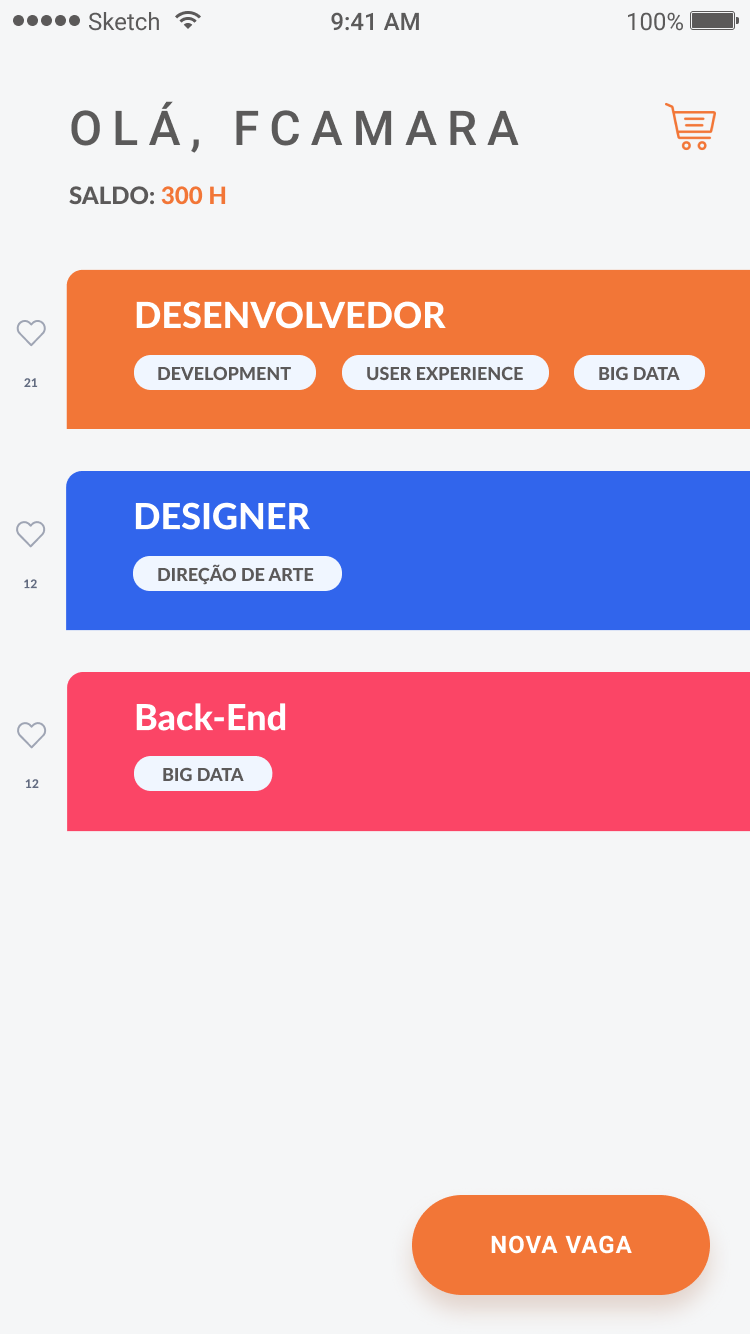 Sketch 9:41 AM 100%
OLÁ, FCAMARA
SALDO: 300 H
DESENVOLVEDOR
DEVELOPMENT USER EXPERIENCE BIG DATA
21
DESIGNER
DIREÇÃO DE ARTE
12
Back-End
BIG DATA
12
NOVA VAGA